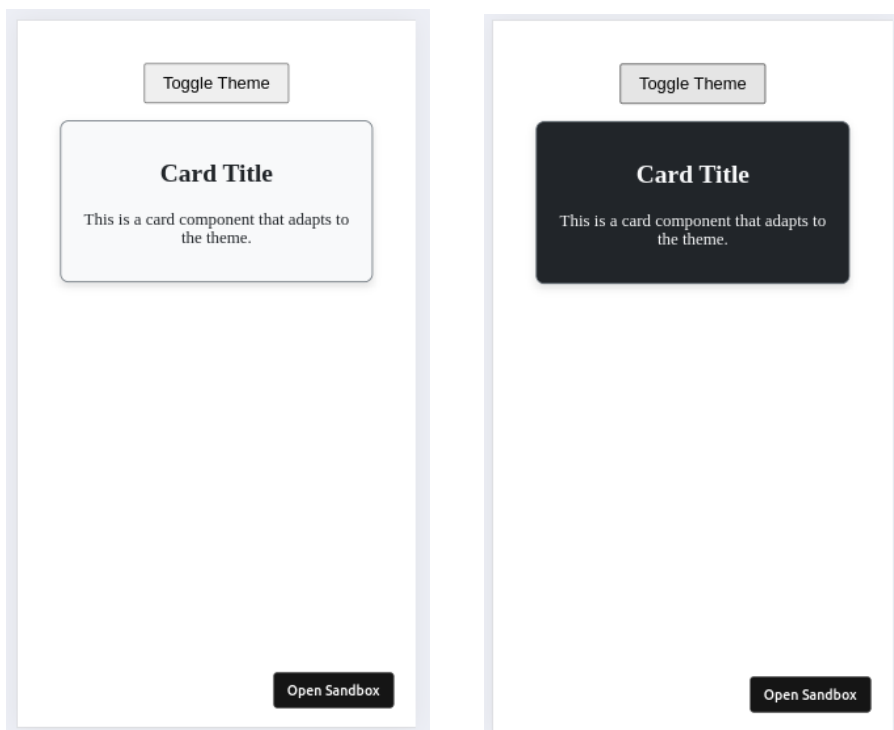 Toggle Theme
Card Title
This is a card component that adapts to
the theme.
Open Sandbox
Toggle Theme
Card Title
This is a card component that adapts to
the theme.
Open Sandbox